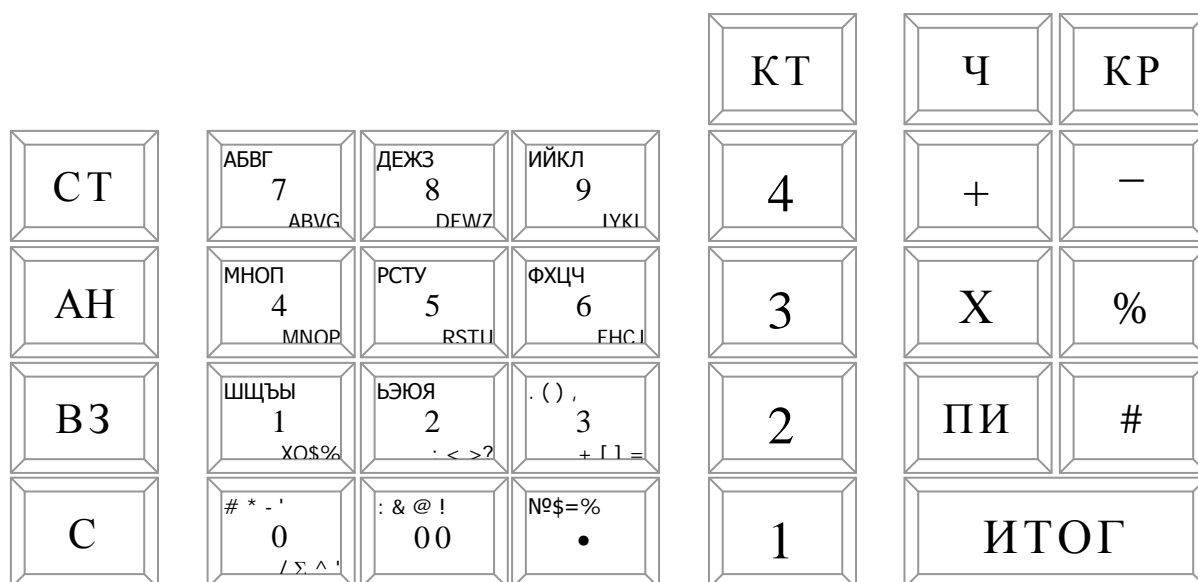 КТ Ч КР
АБВГ ДЕЖЗ ИЙКЛ
СТ 7 8 9 4 + −
ABVG DEWZ IYKL
МНОП РСТУ ФХЦЧ
АН 4 5 6 3 Х %
MNOP RSTU FHCJ
ШЩЪЫ ЬЭЮЯ . ( ) ,
ВЗ 1 2 3 2 ПИ #
XQ$% ; < >? + [ ] =
# * - ' : & @ ! №$=%
С 0 00 • 1 ИТОГ
/ Σ ^ '